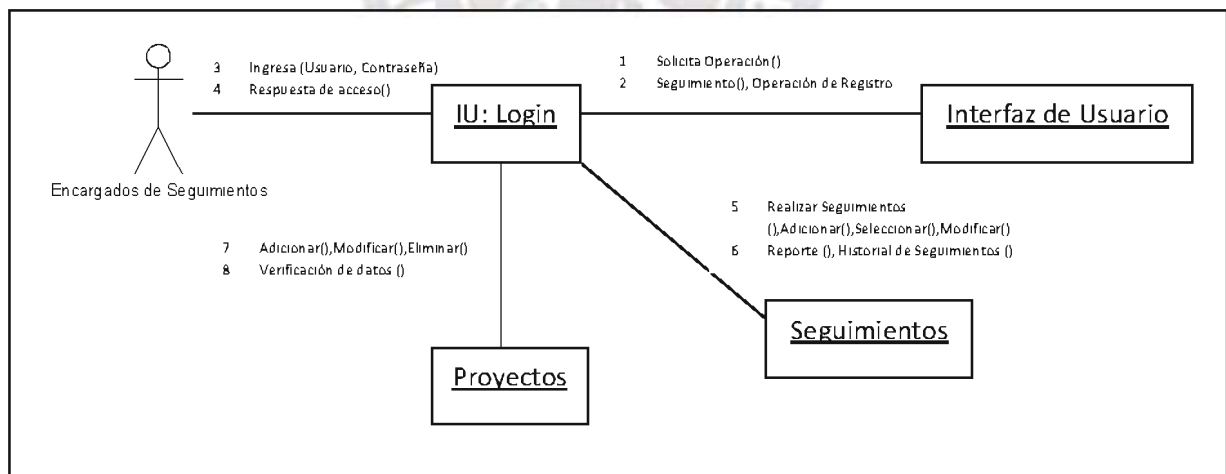 3 Ingresa (Usuario, Contraseña)
4 Respuesta de acceso()
1 Solicita Operación()
2 Seguimiento(), Operación de Registro
IU: Login
Interfaz de Usuario
Encargados de Seguimientos
5 Realizar Seguimientos
(),Adicionar(),Seleccionar(),Modificar()
6 Reporte (), Historial de Seguimientos ()
7 Adicionar(),Modificar(),Eliminar()
8 Verificación de datos ()
Seguimientos
Proyectos